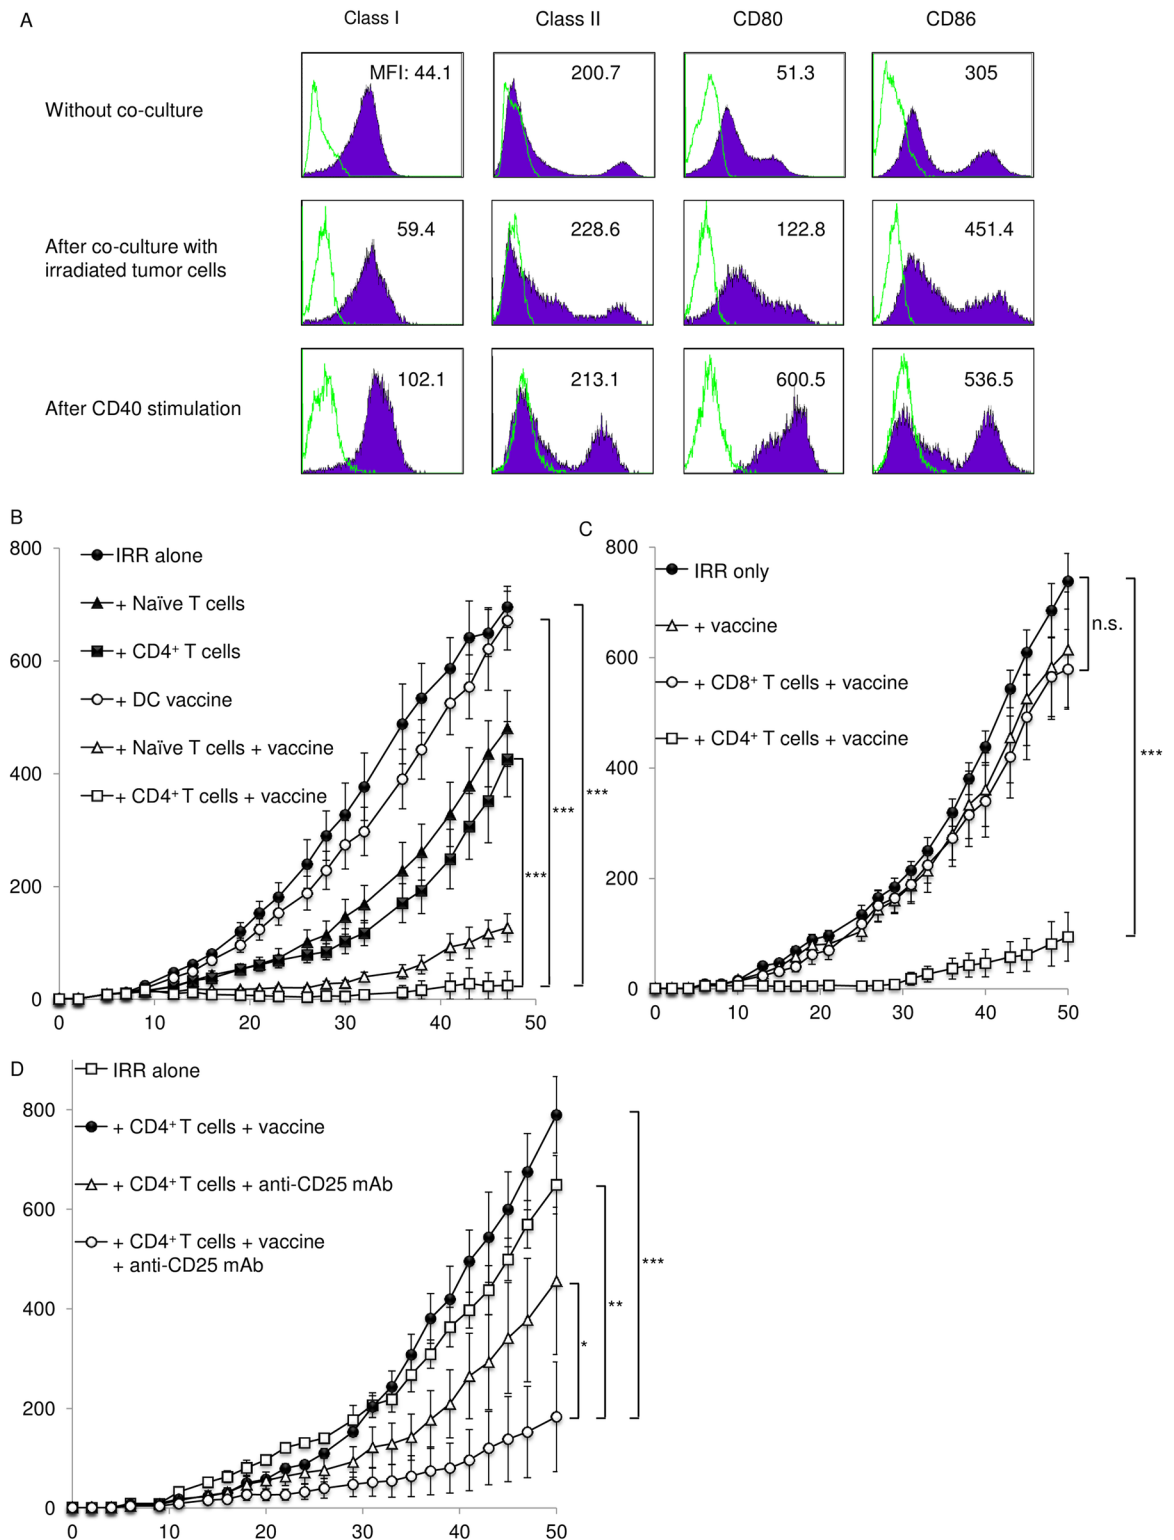 A
Class I
Class II
CD80
CD86
Without co-culture
MFI: 44.1
200.7
51.3
305
After co-culture with
irradiated tumor cells
59.4
228.6
122.8
451.4
After CD40 stimulation
102.1
213.1
600.5
536.5
B
800
600
400
200
0
0 10 20 30 40 50
IRR alone
+ Naïve T cells
+ CD4⁺ T cells
+ DC vaccine
+ Naïve T cells + vaccine
+ CD4⁺ T cells + vaccine
***
***
***
C
800
600
400
200
0
0 10 20 30 40 50
IRR only
+ vaccine
+ CD8⁺ T cells + vaccine
+ CD4⁺ T cells + vaccine
n.s.
***
D
800
600
400
200
0
0 10 20 30 40 50
IRR alone
+ CD4⁺ T cells + vaccine
+ CD4⁺ T cells + anti-CD25 mAb
+ CD4⁺ T cells + vaccine
+ anti-CD25 mAb
*
**
***